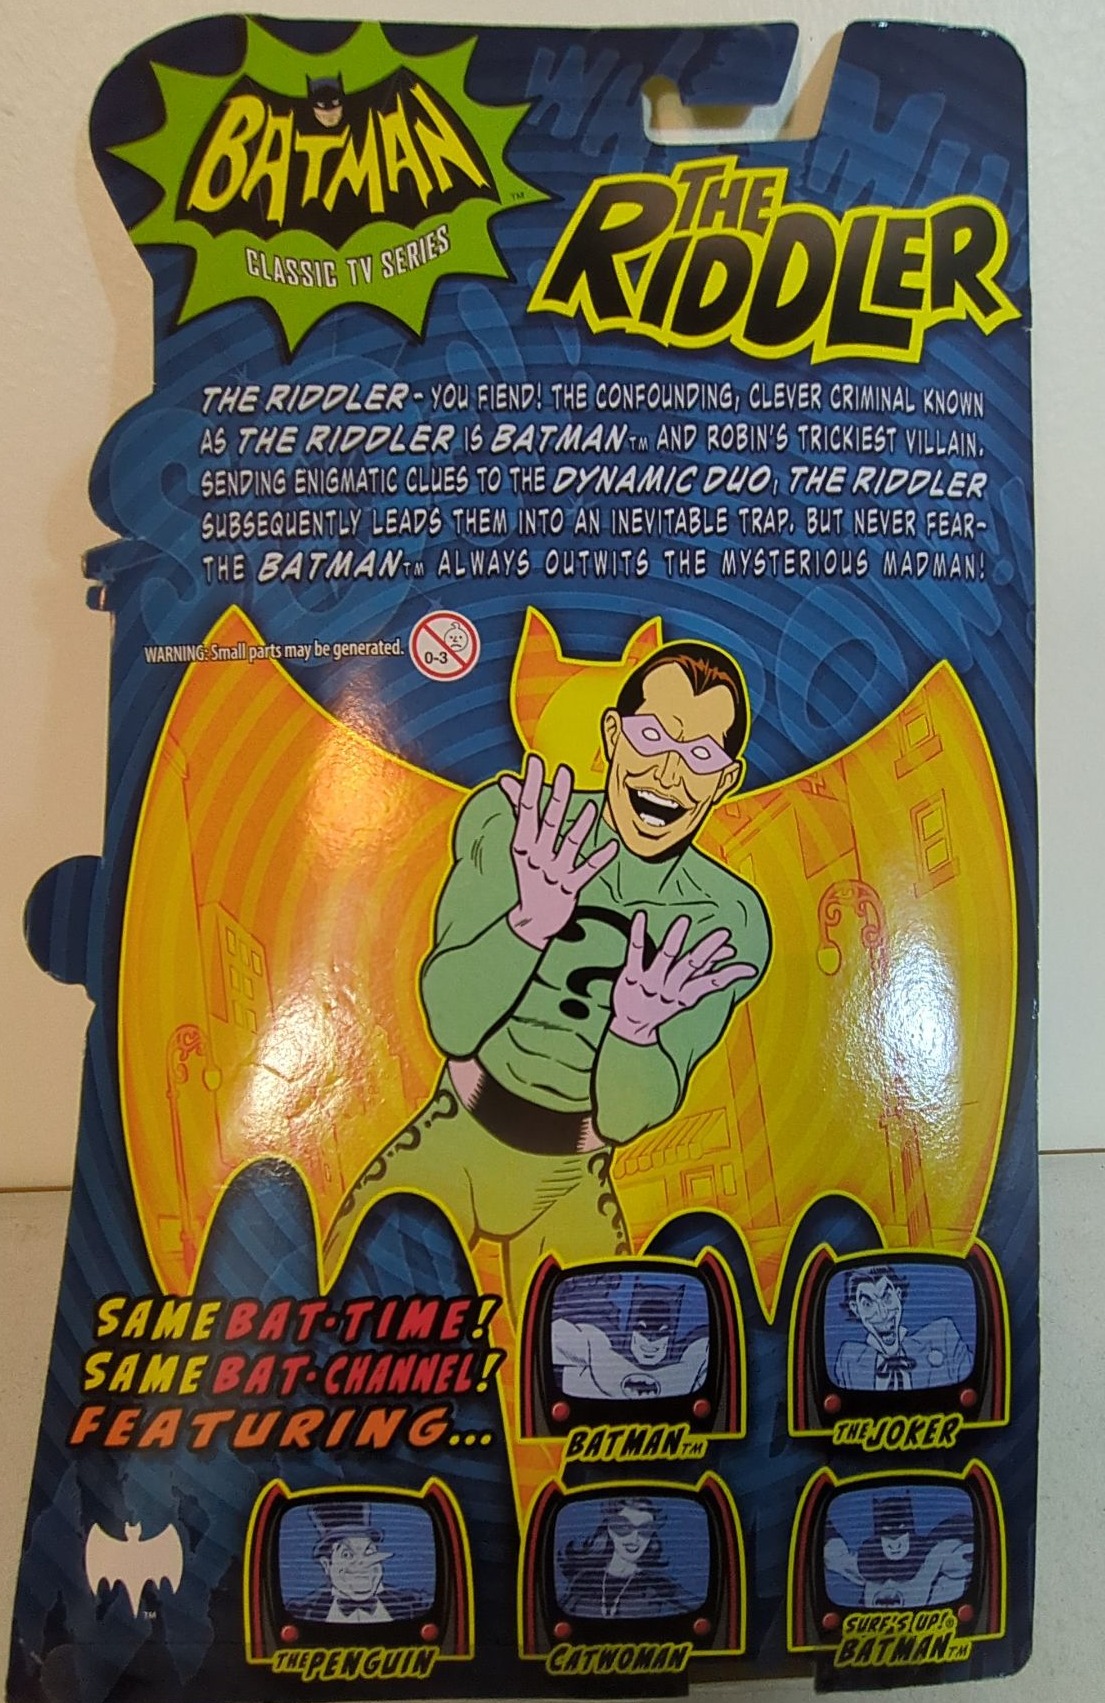 BATMAN
TM
CLASSIC TV SERIES
THE
RIDDLER
THE RIDDLER - YOU FIEND! THE CONFOUNDING, CLEVER CRIMINAL KNOWN
AS THE RIDDLER IS BATMAN™ AND ROBIN'S TRICKIEST VILLAIN.
SENDING ENIGMATIC CLUES TO THE DYNAMIC DUO, THE RIDDLER
SUBSEQUENTLY LEADS THEM INTO AN INEVITABLE TRAP. BUT NEVER FEAR-
THE BATMAN™ ALWAYS OUTWITS THE MYSTERIOUS MADMAN!
WARNING: Small parts may be generated.
0-3
?
SAME BAT-TIME!
SAME BAT-CHANNEL!
FEATURING...
BATMAN™
THE JOKER
TM
THE PENGUIN
CATWOMAN
SURF'S UP!®
BATMAN™